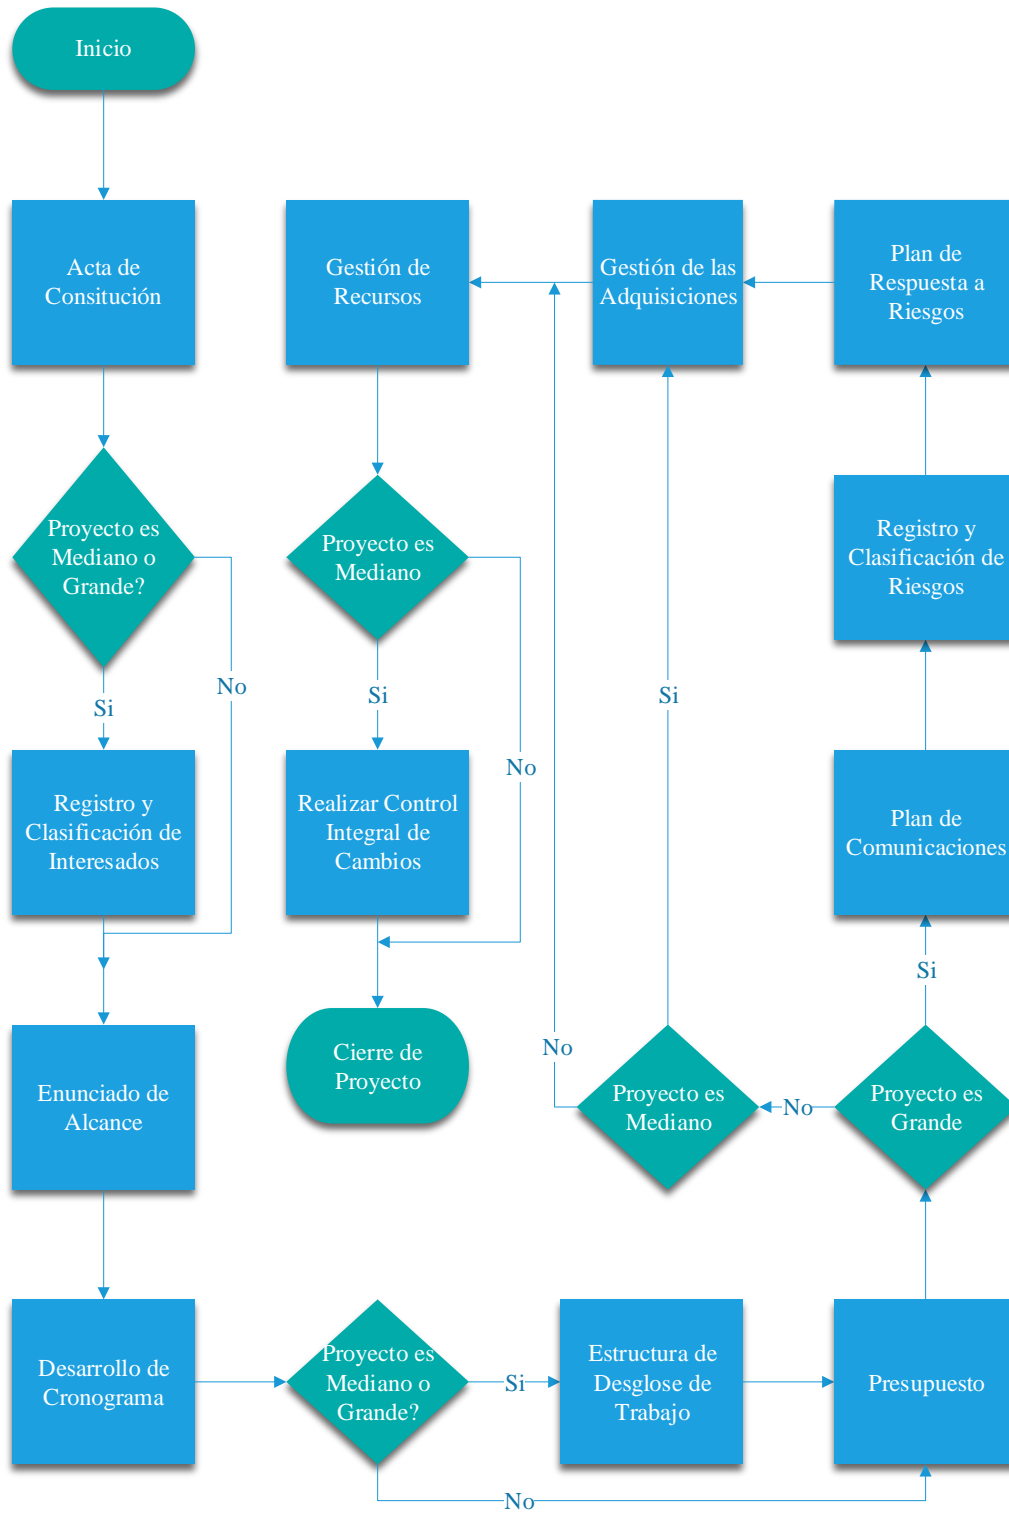 Inicio
Acta de
Consitución
Gestión de
Recursos
Gestión de las
Adquisiciones
Plan de
Respuesta a
Riesgos
Proyecto es
Mediano o
Grande?
Proyecto es
Mediano
Registro y
Clasificación de
Riesgos
No
Si
Si
Si
No
Registro y
Clasificación de
Interesados
Realizar Control
Integral de
Cambios
Plan de
Comunicaciones
Si
No
Enunciado de
Alcance
Cierre de
Proyecto
Proyecto es
Mediano
No
Proyecto es
Grande
Desarrollo de
Cronograma
Proyecto es
Mediano o
Grande?
Si
Estructura de
Desglose de
Trabajo
Presupuesto
No